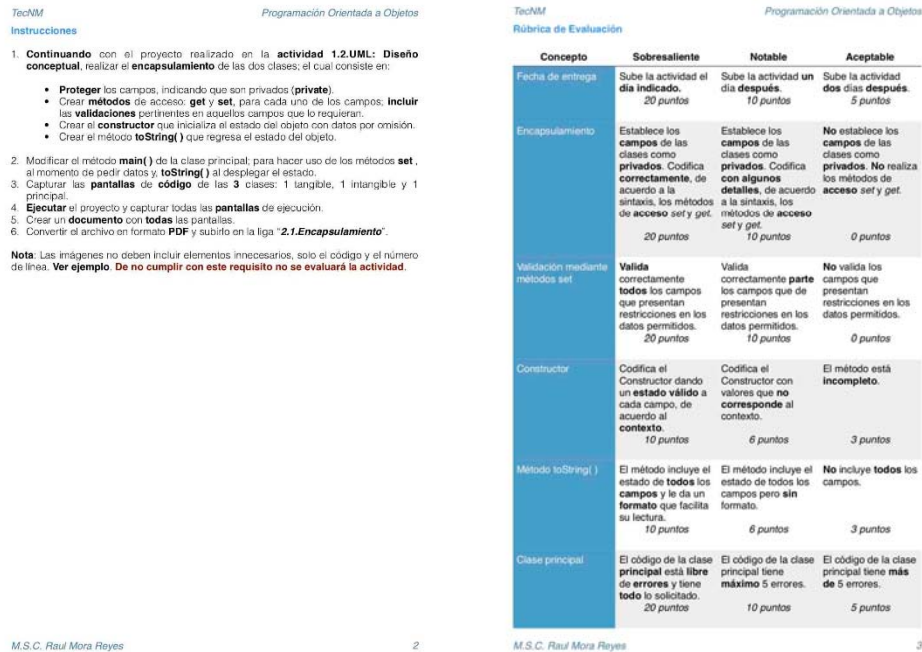 TecNM Programación Orientada a Objetos
Instrucciones
1. Continuando con el proyecto realizado en la actividad 1.2.UML: Diseño
conceptual, realizar el encapsulamiento de las dos clases; el cual consiste en:
• Proteger los campos, indicando que son privados (private).
• Crear métodos de acceso: get y set, para cada uno de los campos; incluir
las validaciones pertinentes en aquellos campos que lo requieran.
• Crear el constructor que inicializa el estado del objeto con datos por omisión.
• Crear el método toString( ) que regresa el estado del objeto.
2. Modificar el método main( ) de la clase principal; para hacer uso de los métodos set ,
al momento de pedir datos y, toString( ) al desplegar el estado.
3. Capturar las pantallas de código de las 3 clases: 1 tangible, 1 intangible y 1
principal.
4. Ejecutar el proyecto y capturar todas las pantallas de ejecución.
5. Crear un documento con todas las pantallas.
6. Convertir el archivo en formato PDF y subirlo en la liga “2.1.Encapsulamiento”.
Nota: Las imágenes no deben incluir elementos innecesarios, solo el código y el número
de línea. Ver ejemplo. De no cumplir con este requisito no se evaluará la actividad.
M.S.C. Raul Mora Reyes 2
TecNM Programación Orientada a Objetos
Rúbrica de Evaluación
Concepto Sobresaliente Notable Aceptable
Fecha de entrega
Sube la actividad el
día indicado.
20 puntos
Sube la actividad un
día después.
10 puntos
Sube la actividad
dos días después.
5 puntos
Encapsulamiento
Establece los
campos de las
clases como
privados. Codifica
correctamente, de
acuerdo a la
sintaxis, los métodos
de acceso set y get.
20 puntos
Establece los
campos de las
clases como
privados. Codifica
con algunos
detalles, de acuerdo
a la sintaxis, los
métodos de acceso
set y get.
10 puntos
No establece los
campos de las
clases como
privados. No realiza
los métodos de
acceso set y get.
0 puntos
Validación mediante
métodos set
Valida
correctamente
todos los campos
que presentan
restricciones en los
datos permitidos.
20 puntos
Valida
correctamente parte
los campos que de
presentan
restricciones en los
datos permitidos.
10 puntos
No valida los
campos que
presentan
restricciones en los
datos permitidos.
0 puntos
Constructor
Codifica el
Constructor dando
un estado válido a
cada campo, de
acuerdo al
contexto.
10 puntos
Codifica el
Constructor con
valores que no
corresponde al
contexto.
6 puntos
El método está
incompleto.
3 puntos
Método toString( )
El método incluye el
estado de todos los
campos y le da un
formato que facilita
su lectura.
10 puntos
El método incluye el
estado de todos los
campos pero sin
formato.
6 puntos
No incluye todos los
campos.
3 puntos
Clase principal
El código de la clase
principal está libre
de errores y tiene
todo lo solicitado.
20 puntos
El código de la clase
principal tiene
máximo 5 errores.
10 puntos
El código de la clase
principal tiene más
de 5 errores.
5 puntos
M.S.C. Raul Mora Reyes 3